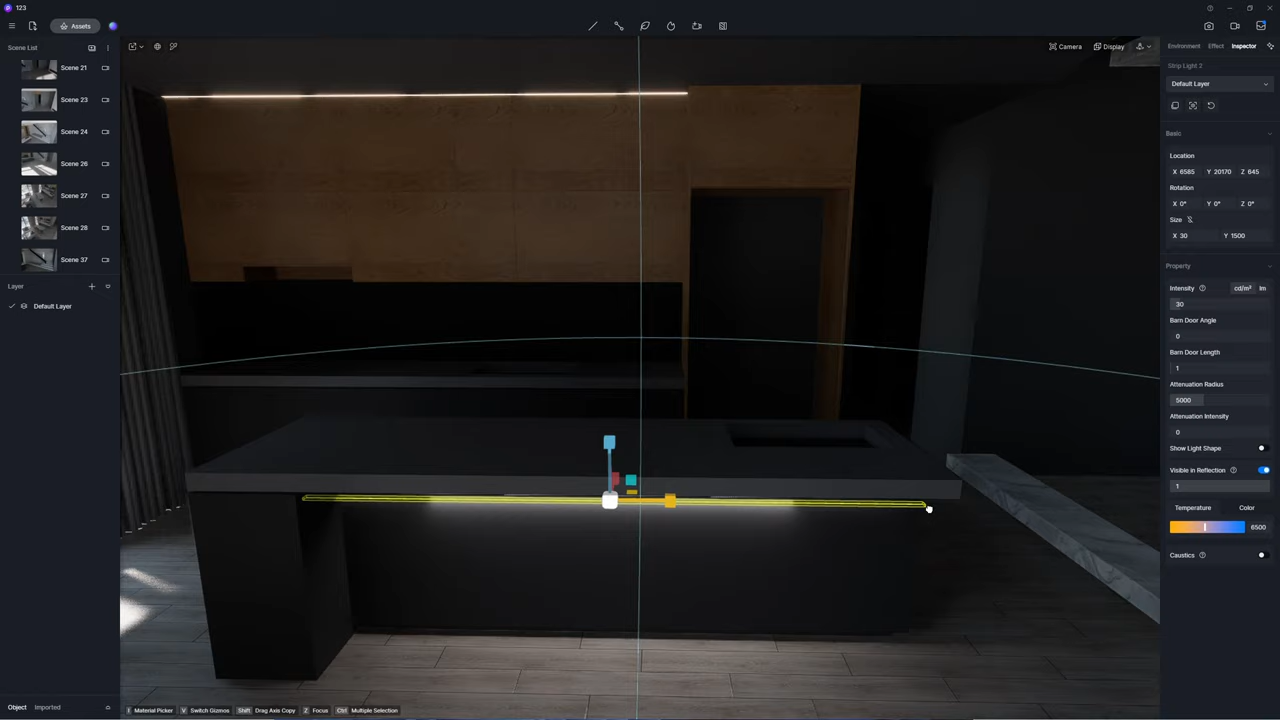 123
Assets
Scene List
Scene 21
Scene 23
Scene 24
Scene 26
Scene 27
Scene 28
Scene 37
Layer
Default Layer
Object Imported
Camera Display
I Material Picker V Switch Gizmos Shift Drag Axis Copy Z Focus Ctrl Multiple Selection
Environment Effect Inspector
Strip Light 2
Default Layer
Basic
Location
X 6585 Y 20170 Z 645
Rotation
X 0° Y 0° Z 0°
Size
X 30 Y 1500
Property
Intensity cd/m² lm
30
Barn Door Angle
0
Barn Door Length
1
Attenuation Radius
5000
Attenuation Intensity
0
Show Light Shape
Visible in Reflection
1
Temperature Color
6500
Caustics